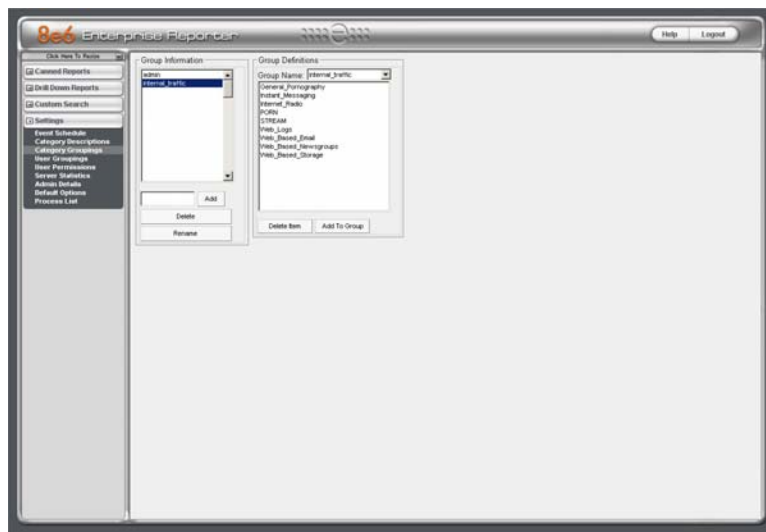 8e6 Enterprise Reporter
Help
Logout
Click Here To Resize
Canned Reports
Drill Down Reports
Custom Search
Settings
Event Schedule
Category Descriptions
Category Groupings
User Groupings
User Permissions
Server Statistics
Admin Details
Default Options
Process List
Group Information
admin
internal_traffic
Add
Delete
Rename
Group Definitions
Group Name: internal_traffic
General_Pornography
Instant_Messaging
Internet_Radio
PORN
STREAM
Web_Logs
Web_Based_Email
Web_Based_Newsgroups
Web_Based_Storage
Delete Item
Add To Group